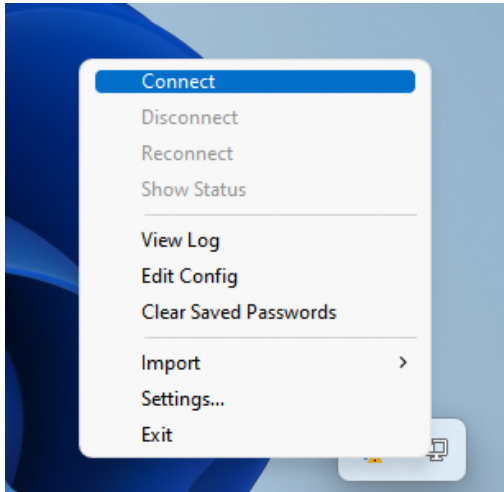 Connect
Disconnect
Reconnect
Show Status
View Log
Edit Config
Clear Saved Passwords
Import
Settings...
Exit